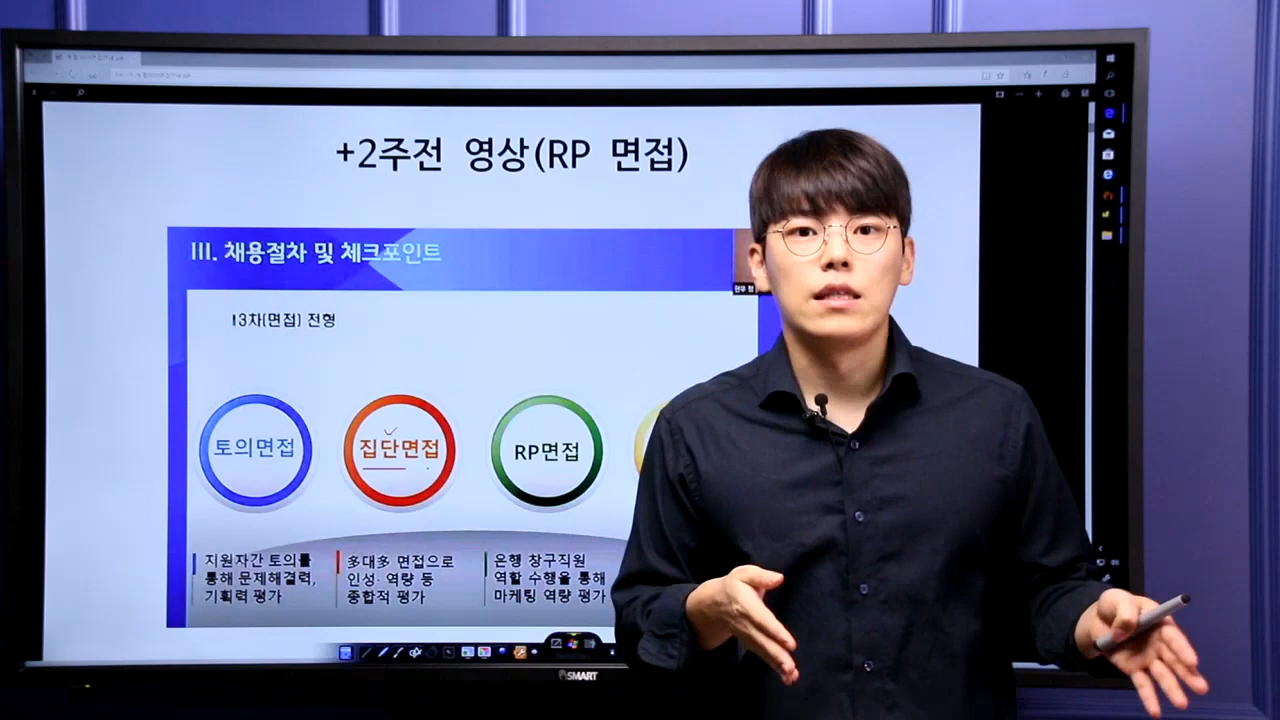 +2주전 영상(RP 면접)
III. 채용절차 및 체크포인트
3차(면접) 전형
토의면접
집단면접
RP면접
지원자간 토의를
통해 문제해결력,
기획력 평가
多대多 면접으로
인성· 역량 등
종합적 평가
은행 창구직원
역할 수행을 통해
마케팅 역량 평가
SMART